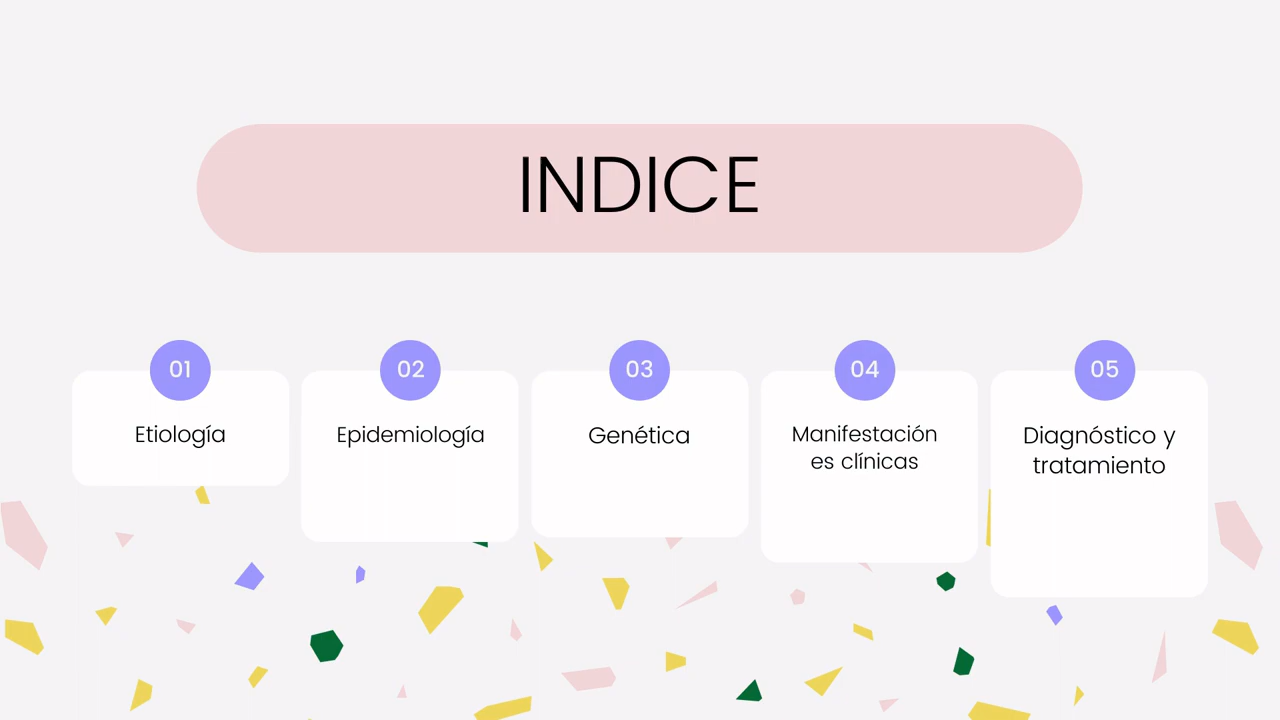 INDICE
01
Etiología
02
Epidemiología
03
Genética
04
Manifestación
es clínicas
05
Diagnóstico y
tratamiento